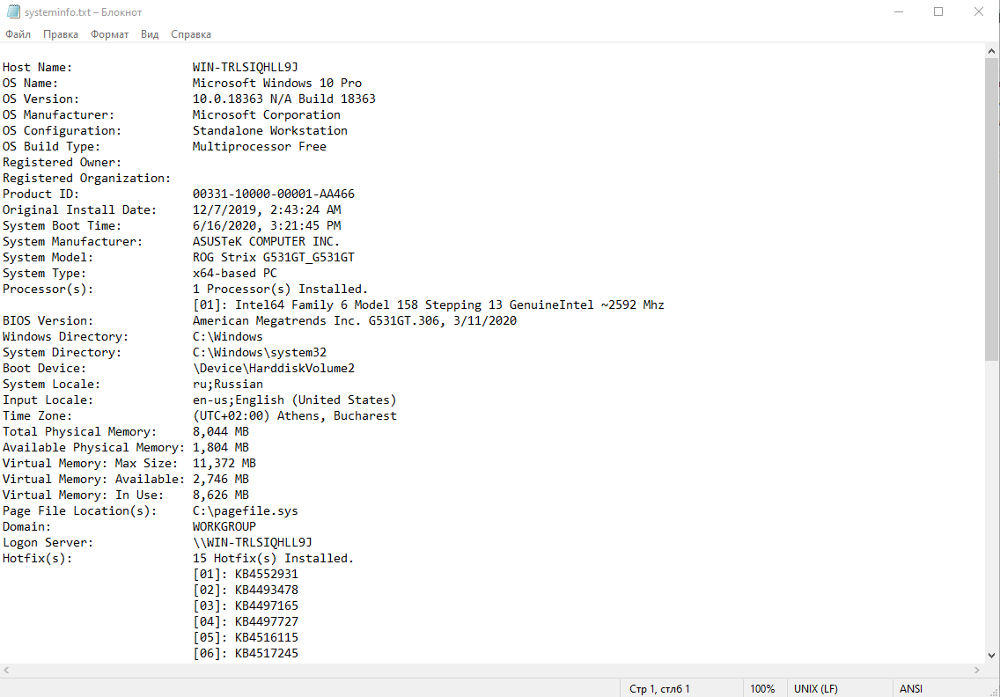 systeminfo.txt – Блокнот
Файл Правка Формат Вид Справка
Host Name: WIN-TRLSIQHLL9J
OS Name: Microsoft Windows 10 Pro
OS Version: 10.0.18363 N/A Build 18363
OS Manufacturer: Microsoft Corporation
OS Configuration: Standalone Workstation
OS Build Type: Multiprocessor Free
Registered Owner:
Registered Organization:
Product ID: 00331-10000-00001-AA466
Original Install Date: 12/7/2019, 2:43:24 AM
System Boot Time: 6/16/2020, 3:21:45 PM
System Manufacturer: ASUSTeK COMPUTER INC.
System Model: ROG Strix G531GT_G531GT
System Type: x64-based PC
Processor(s): 1 Processor(s) Installed.
[01]: Intel64 Family 6 Model 158 Stepping 13 GenuineIntel ~2592 Mhz
BIOS Version: American Megatrends Inc. G531GT.306, 3/11/2020
Windows Directory: C:\Windows
System Directory: C:\Windows\system32
Boot Device: \Device\HarddiskVolume2
System Locale: ru;Russian
Input Locale: en-us;English (United States)
Time Zone: (UTC+02:00) Athens, Bucharest
Total Physical Memory: 8,044 MB
Available Physical Memory: 1,804 MB
Virtual Memory: Max Size: 11,372 MB
Virtual Memory: Available: 2,746 MB
Virtual Memory: In Use: 8,626 MB
Page File Location(s): C:\pagefile.sys
Domain: WORKGROUP
Logon Server: \\WIN-TRLSIQHLL9J
Hotfix(s): 15 Hotfix(s) Installed.
[01]: KB4552931
[02]: KB4493478
[03]: KB4497165
[04]: KB4497727
[05]: KB4516115
[06]: KB4517245
Стр 1, стлб 1 100% UNIX (LF) ANSI